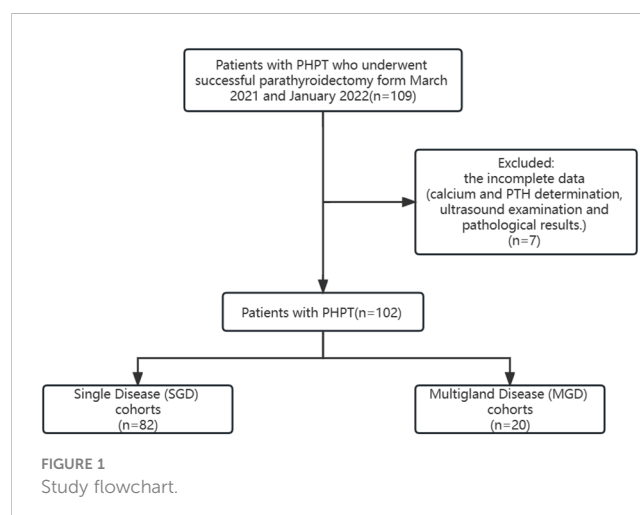 Patients with PHPT who underwent
successful parathyroidectomy form March
2021 and January 2022(n=109)
Excluded:
the incomplete data
(calcium and PTH determination,
ultrasound examination and
pathological results.)
(n=7)
Patients with PHPT(n=102)
Single Disease (SGD)
cohorts
(n=82)
Multigland Disease (MGD)
cohorts
(n=20)
FIGURE 1
Study flowchart.